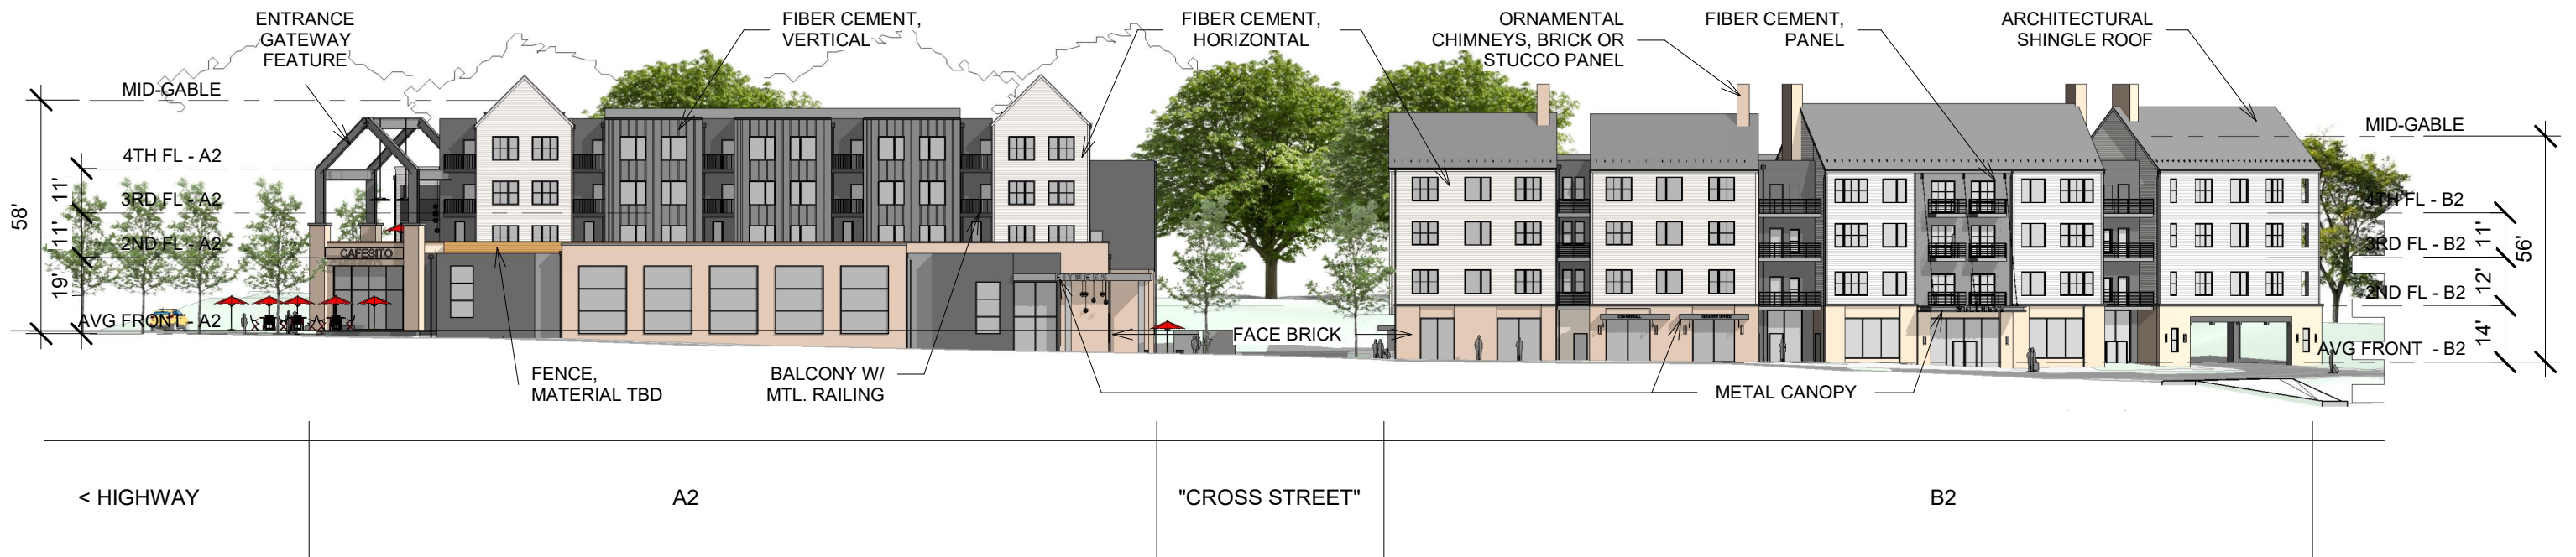 ENTRANCE
GATEWAY
FEATURE
FIBER CEMENT,
VERTICAL
FIBER CEMENT,
HORIZONTAL
ORNAMENTAL
CHIMNEYS, BRICK OR
STUCCO PANEL
FIBER CEMENT,
PANEL
ARCHITECTURAL
SHINGLE ROOF
MID-GABLE
4TH FL - A2
3RD FL - A2
2ND FL - A2
AVG FRONT - A2
58'
11'
11'
19'
CAFESITO
MID-GABLE
4TH FL - B2
3RD FL - B2
2ND FL - B2
AVG FRONT - B2
11'
12'
14'
56'
FACE BRICK
FENCE,
MATERIAL TBD
BALCONY W/
MTL. RAILING
METAL CANOPY
< HIGHWAY
A2
"CROSS STREET"
B2